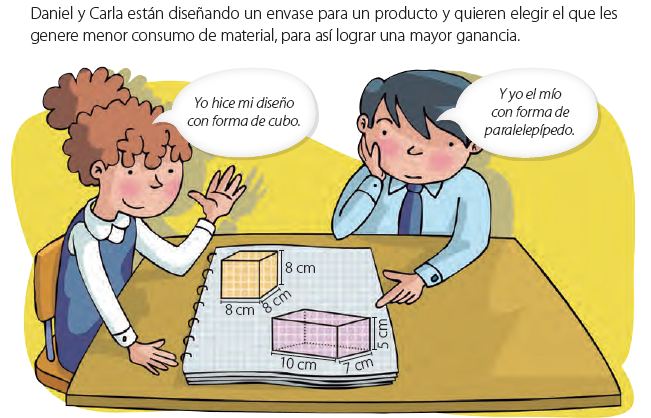 Daniel y Carla están diseñando un envase para un producto y quieren elegir el que les
genere menor consumo de material, para así lograr una mayor ganancia.
Yo hice mi diseño
con forma de cubo.
Y yo el mío
con forma de
paralelepípedo.
8 cm
8 cm
8 cm
5 cm
10 cm
7 cm